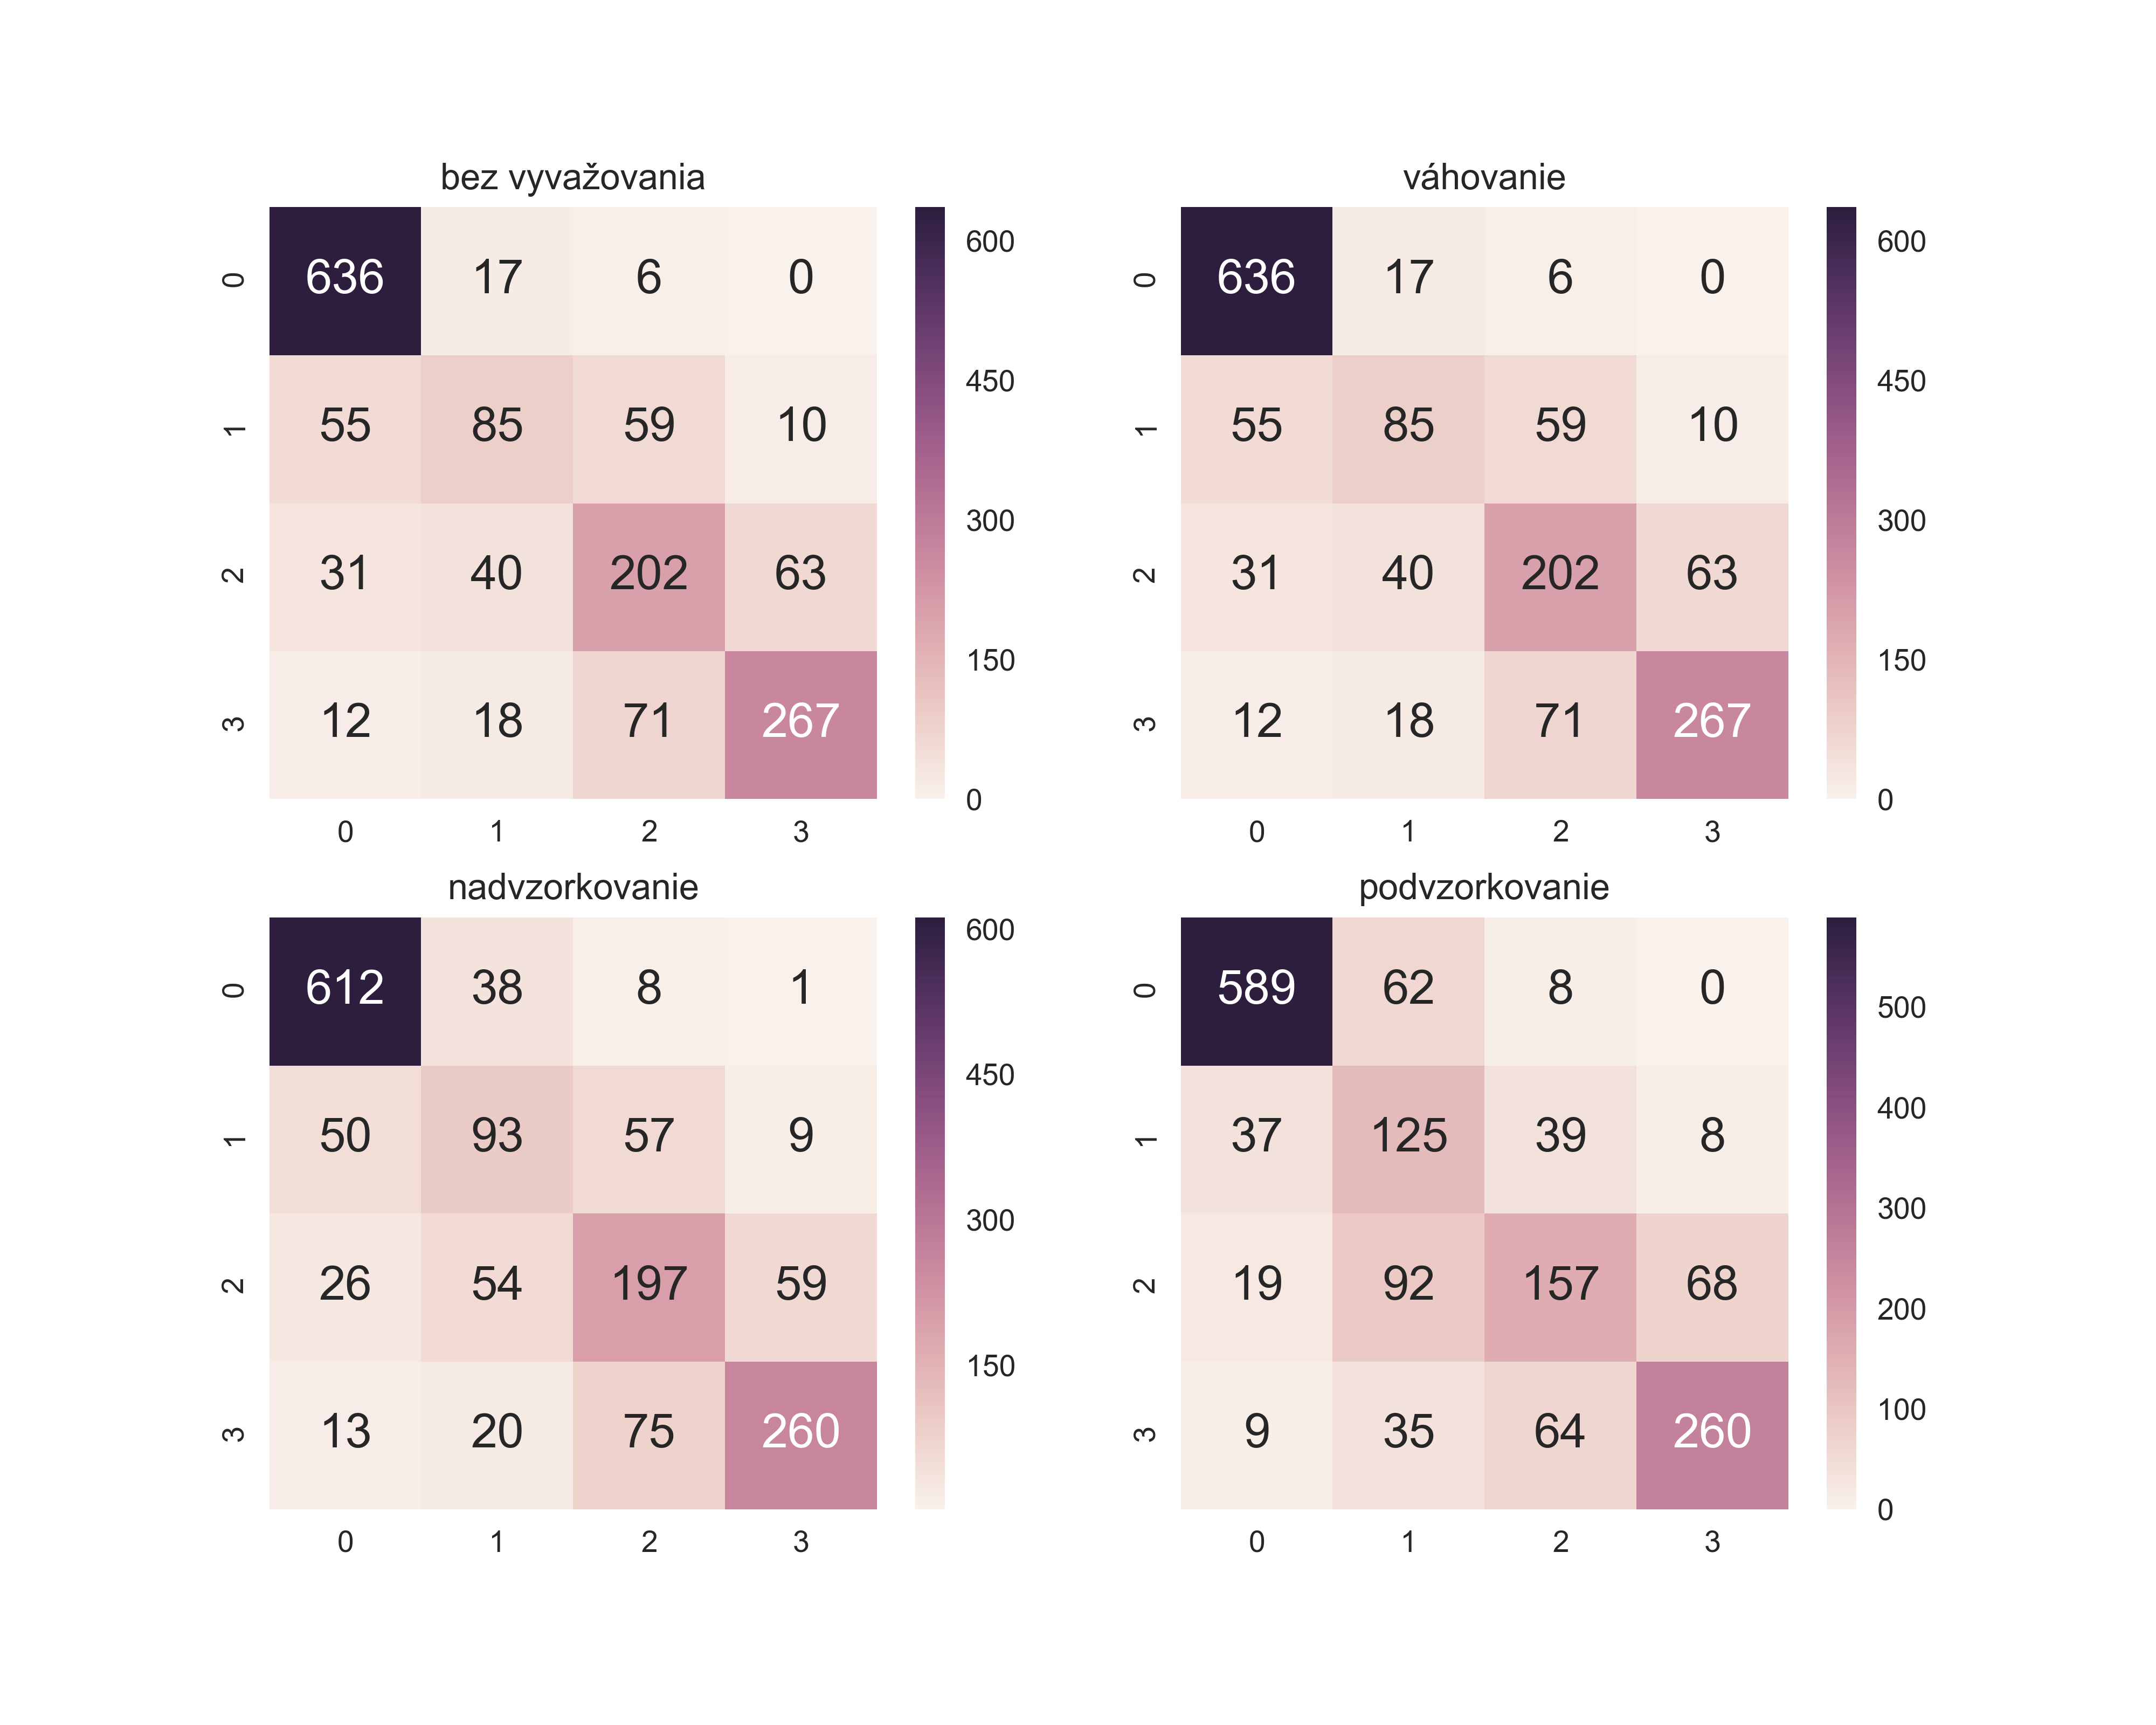 bez vyvažovania
0 636 17 6 0
1 55 85 59 10
2 31 40 202 63
3 12 18 71 267
0 1 2 3
600
450
300
150
0
váhovanie
0 636 17 6 0
1 55 85 59 10
2 31 40 202 63
3 12 18 71 267
0 1 2 3
600
450
300
150
0
nadvzorkovanie
0 612 38 8 1
1 50 93 57 9
2 26 54 197 59
3 13 20 75 260
0 1 2 3
600
450
300
150
podvzorkovanie
0 589 62 8 0
1 37 125 39 8
2 19 92 157 68
3 9 35 64 260
0 1 2 3
500
400
300
200
100
0